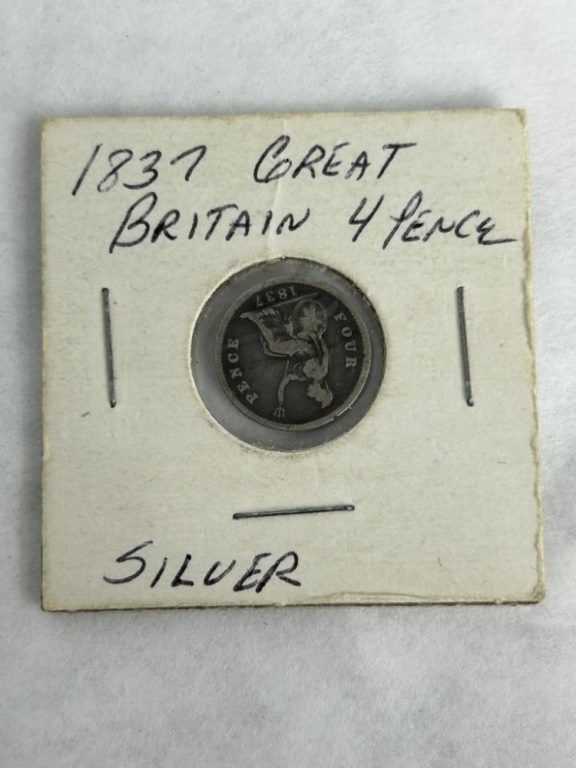 1837 GREAT
BRITAIN 4 PENCE
FOUR PENCE
1837
SILVER